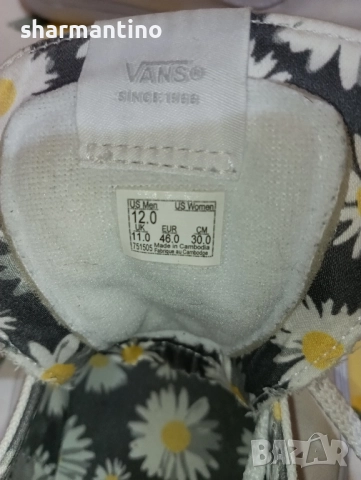 sharmantino
VANS®
SINCE 1966
US Men US Women
12.0
UK EUR CM
11.0 46.0 30.0
751505 Made in Cambodia
Fabriqué au Cambodge
BAZAR